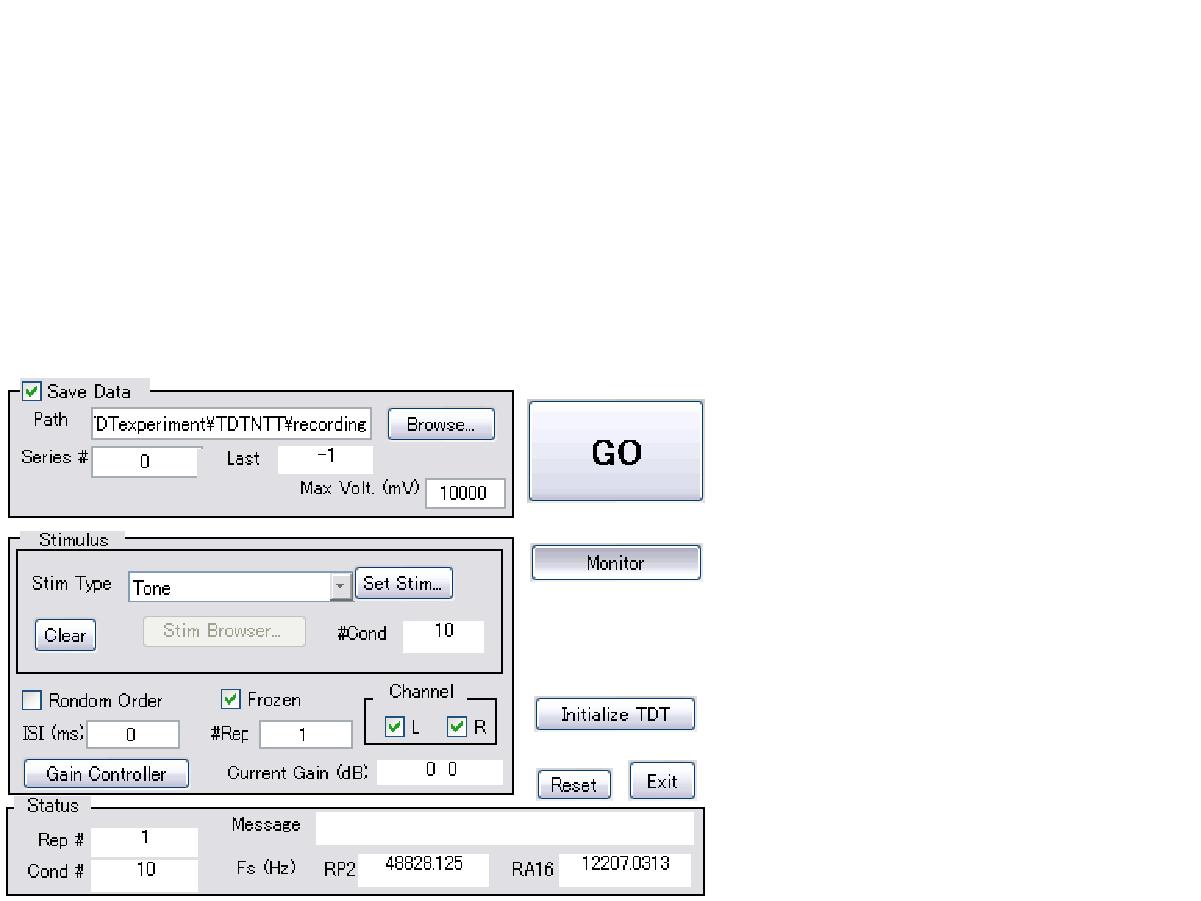 Save Data
Path 'DTexperiment¥TDTNTT¥recording Browse...
Series # 0 Last -1
Max Volt. (mV) 10000
GO
Stimulus
Stim Type Tone Set Stim...
Clear Stim Browser... #Cond 10
Monitor
Rondom Order Frozen Channel
ISI (ms) 0 #Rep 1 L R
Gain Controller Current Gain (dB) 0 0
Initialize TDT
Reset Exit
Status
Rep # 1 Message
Cond # 10 Fs (Hz) RP2 48828.125 RA16 12207.0313